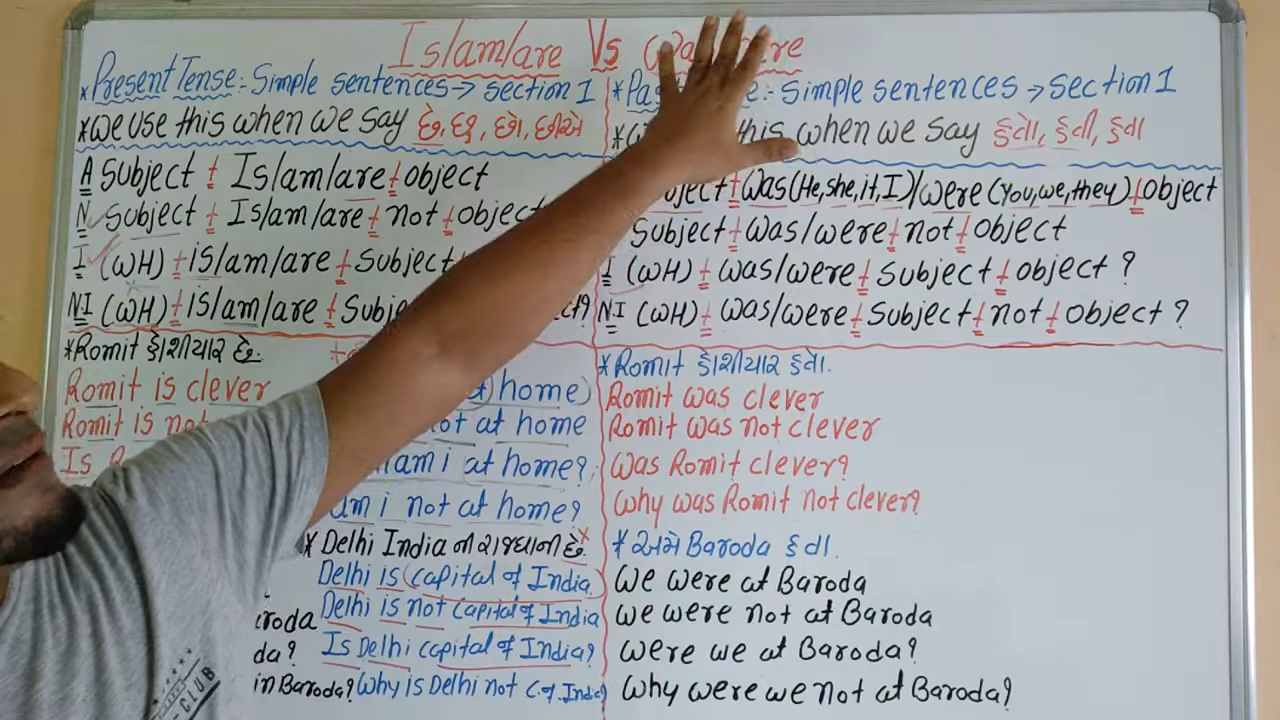 Is/am/are Vs Was/were
*Present Tense:- Simple sentences→ section 1
*We use this when we say છે, છું, છો, છીએ
A Subject + Is/am/are + object
N Subject + Is/am/are + not + object
I (WH) + is/am/are + Subject
NI (WH) + is/am/are + Subject
*Romit હોશીયાર છે.
Romit is clever
Romit is not
Is
home)
not at home
am i at home?
am i not at home?
* Delhi India ની રાજધાની છે.
Delhi is (capital of India)
Delhi is not capital of India
Is Delhi capital of India?
in Baroda? Why is Delhi not C. of. India
simple sentences → section 1
this when we say હતો, હતી, હતા
Subject + was (He, she, it, I) / were (you, we, they) + object
Subject + was/were + not + object
I (WH) + was/were + Subject + object ?
NI (WH) + was/were + Subject + not + object ?
*Romit હોશીયાર હતો.
Romit was clever
Romit was not clever
Was Romit clever?
Why was Romit not clever?
* અમે Baroda હતા.
We were at Baroda
We were not at Baroda
Were we at Baroda?
Why were we not at Baroda?
CLUB